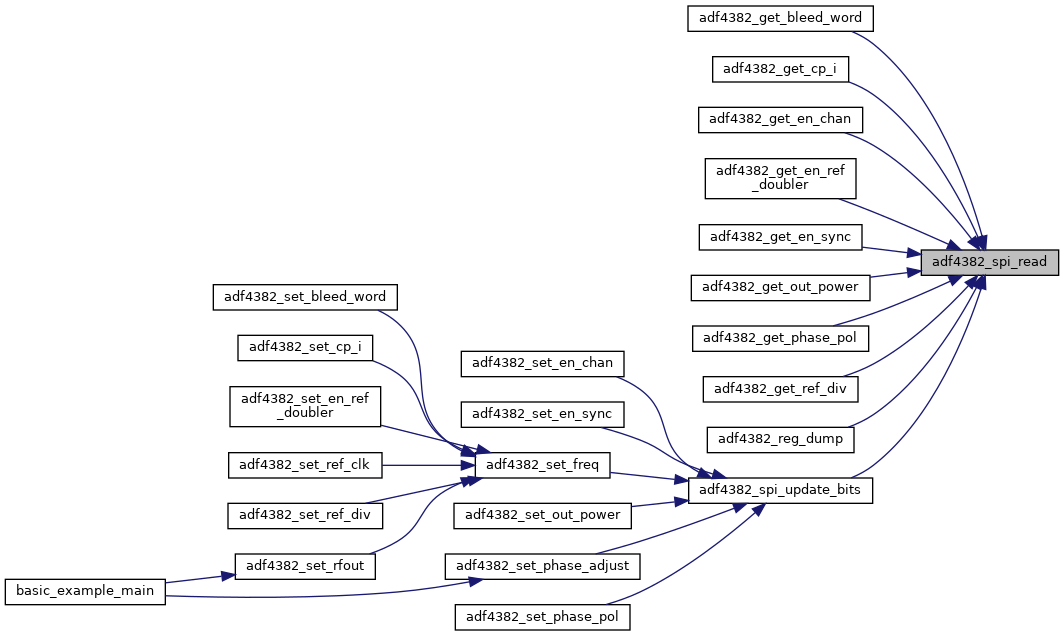 adf4382_get_bleed_word
adf4382_get_cp_i
adf4382_get_en_chan
adf4382_get_en_ref
_doubler
adf4382_get_en_sync
adf4382_spi_read
adf4382_get_out_power
adf4382_set_bleed_word
adf4382_get_phase_pol
adf4382_set_cp_i
adf4382_set_en_chan
adf4382_get_ref_div
adf4382_set_en_ref
_doubler
adf4382_set_en_sync
adf4382_reg_dump
adf4382_set_ref_clk
adf4382_set_freq
adf4382_spi_update_bits
adf4382_set_ref_div
adf4382_set_out_power
adf4382_set_rfout
adf4382_set_phase_adjust
basic_example_main
adf4382_set_phase_pol